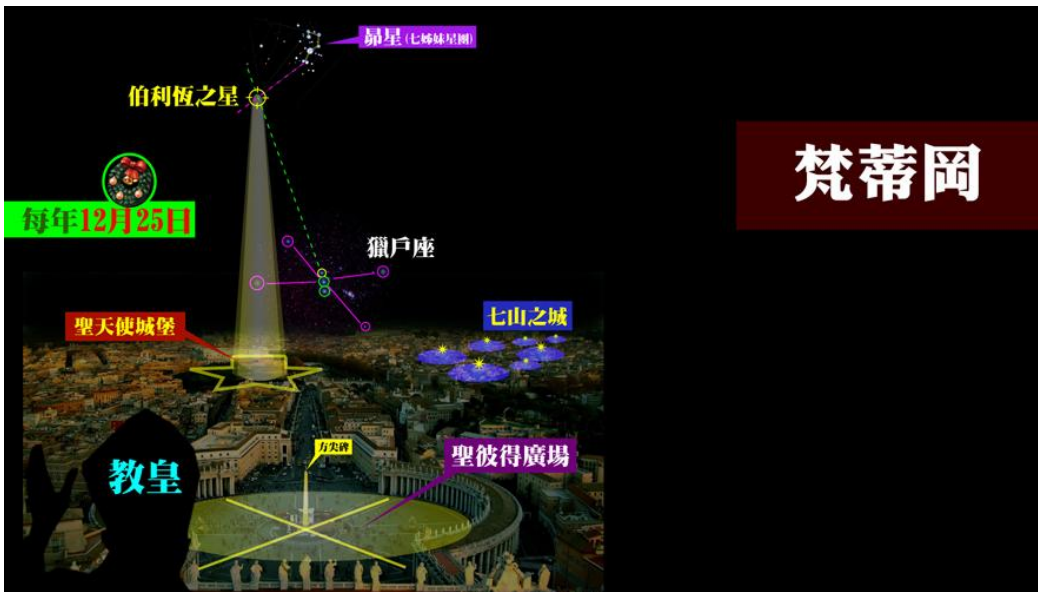 昴星(七姊妹星團)
伯利恆之星
梵蒂岡
每年12月25日
獵戶座
聖天使城堡
七山之城
方尖碑
聖彼得廣場
教皇